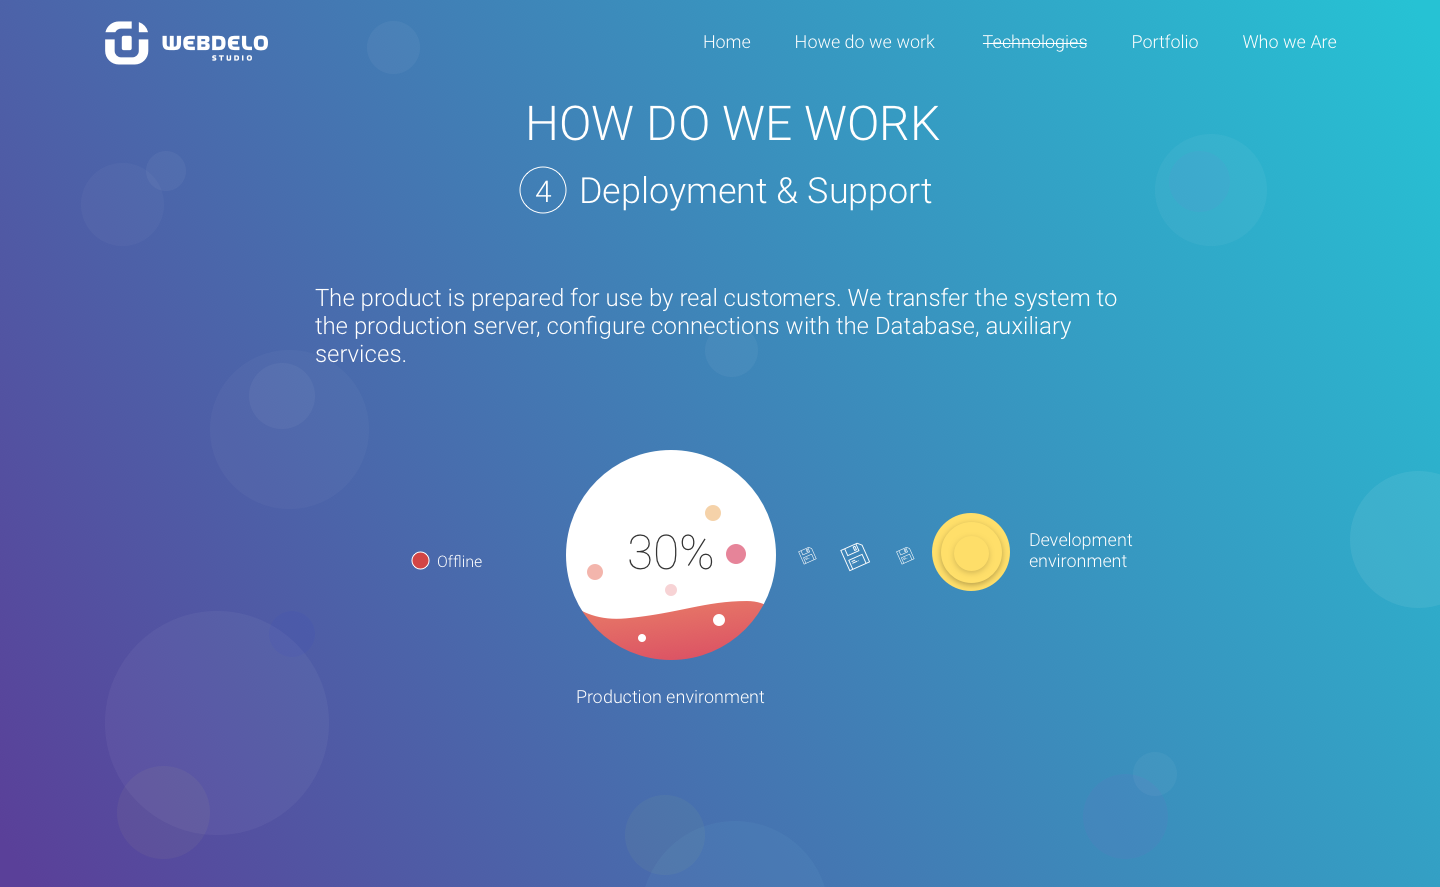 WEBDELO
STUDIO
Home
Howe do we work
Technologies
Portfolio
Who we Are
HOW DO WE WORK
4 Deployment & Support
The product is prepared for use by real customers. We transfer the system to
the production server, configure connections with the Database, auxiliary
services.
Offline
30%
Development
environment
Production environment